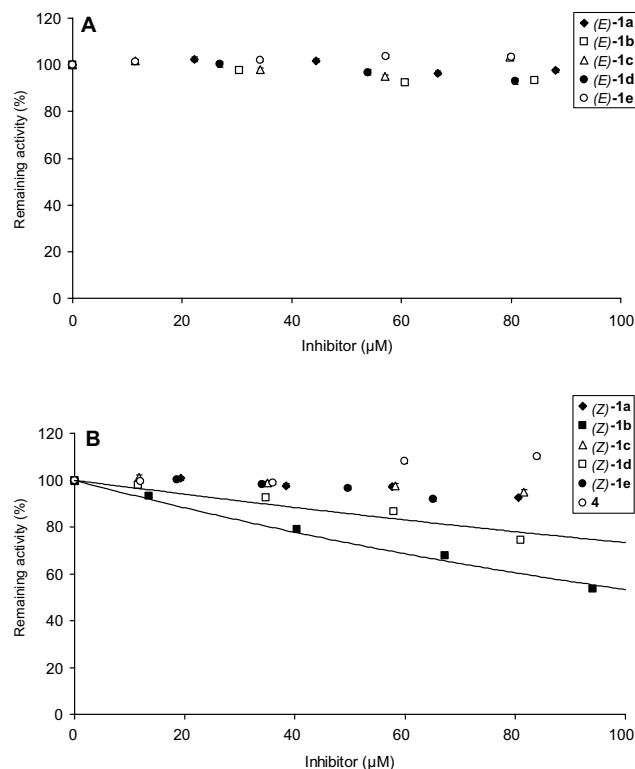 A
120
100
80
60
40
20
0
Remaining activity (%)
0 20 40 60 80 100
Inhibitor (µM)
(E)-1a
(E)-1b
(E)-1c
(E)-1d
(E)-1e
B
120
100
80
60
40
20
0
Remaining activity (%)
0 20 40 60 80 100
Inhibitor (µM)
(Z)-1a
(Z)-1b
(Z)-1c
(Z)-1d
(Z)-1e
4